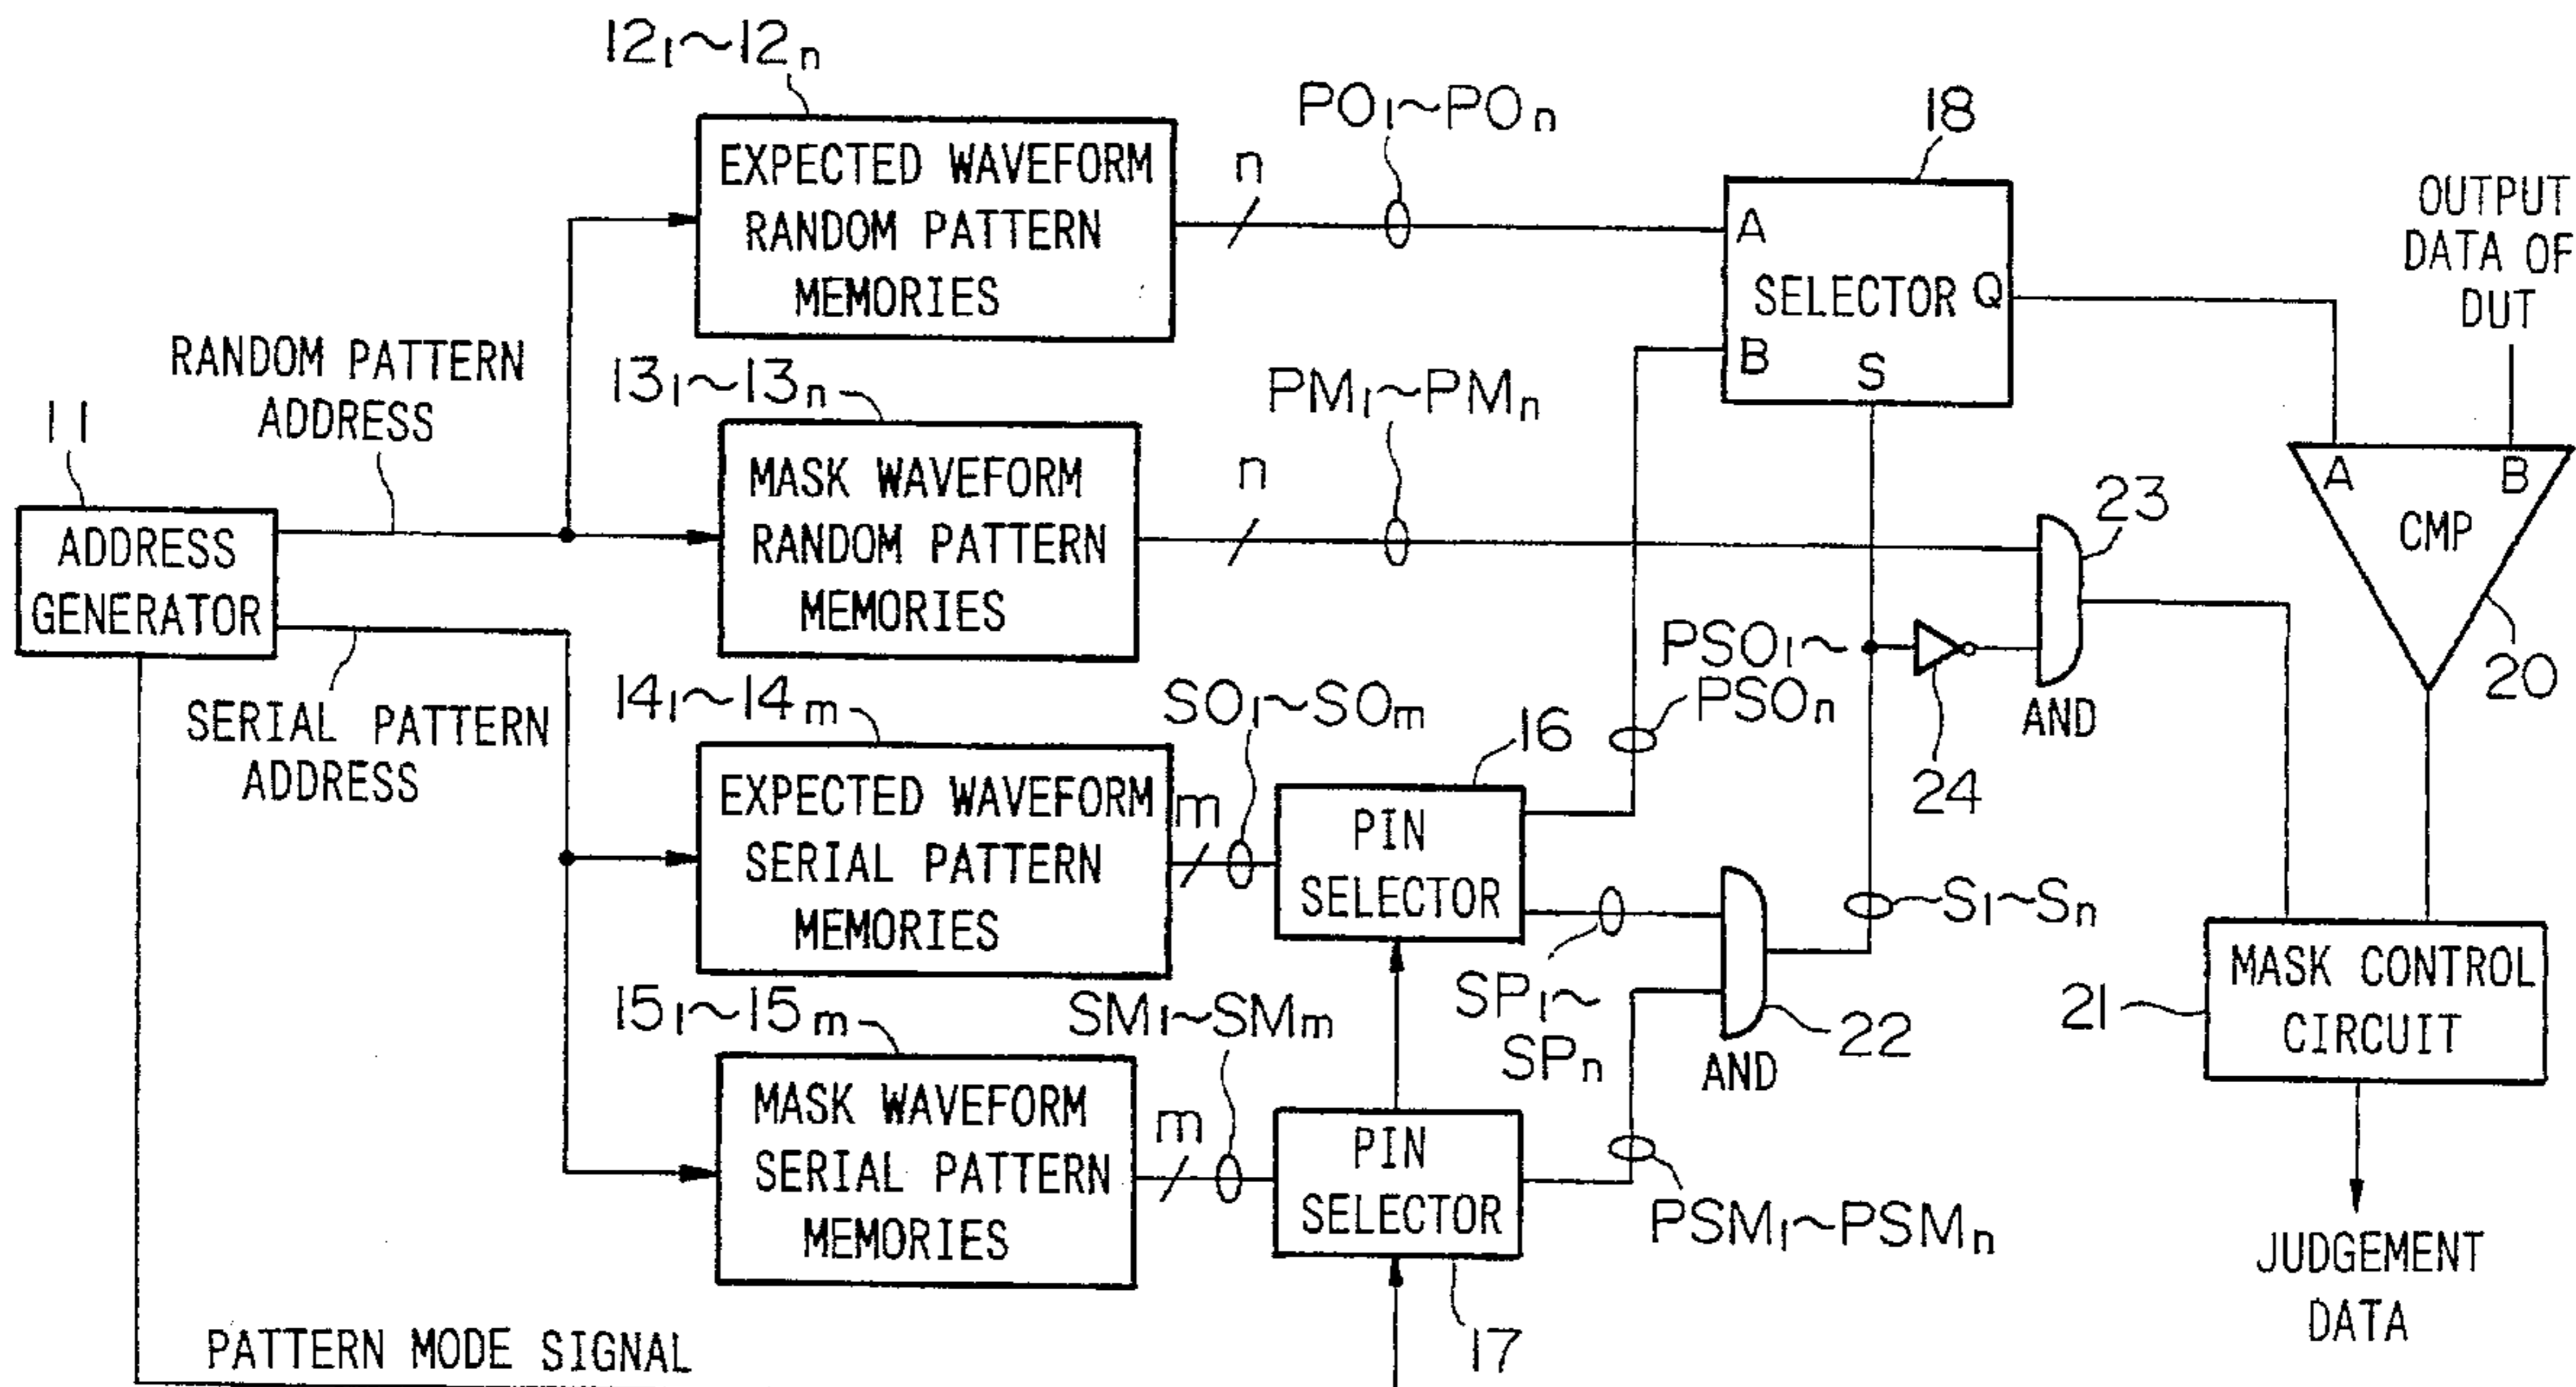 12₁~12ₙ
EXPECTED WAVEFORM
RANDOM PATTERN
MEMORIES
n
PO₁~POₙ
18
A
SELECTOR
Q
B
S
OUTPUT
DATA OF
DUT
RANDOM PATTERN
ADDRESS
11
ADDRESS
GENERATOR
SERIAL PATTERN
ADDRESS
13₁~13ₙ
MASK WAVEFORM
RANDOM PATTERN
MEMORIES
n
PM₁~PMₙ
23
AND
24
A
B
CMP
20
14₁~14ₘ
EXPECTED WAVEFORM
SERIAL PATTERN
MEMORIES
m
SO₁~SOₘ
16
PIN
SELECTOR
PSO₁~
PSOₙ
SP₁~
SPₙ
AND
22
S₁~Sₙ
15₁~15ₘ
MASK WAVEFORM
SERIAL PATTERN
MEMORIES
m
SM₁~SMₘ
PIN
SELECTOR
17
PSM₁~PSMₙ
21
MASK CONTROL
CIRCUIT
JUDGEMENT
DATA
PATTERN MODE SIGNAL